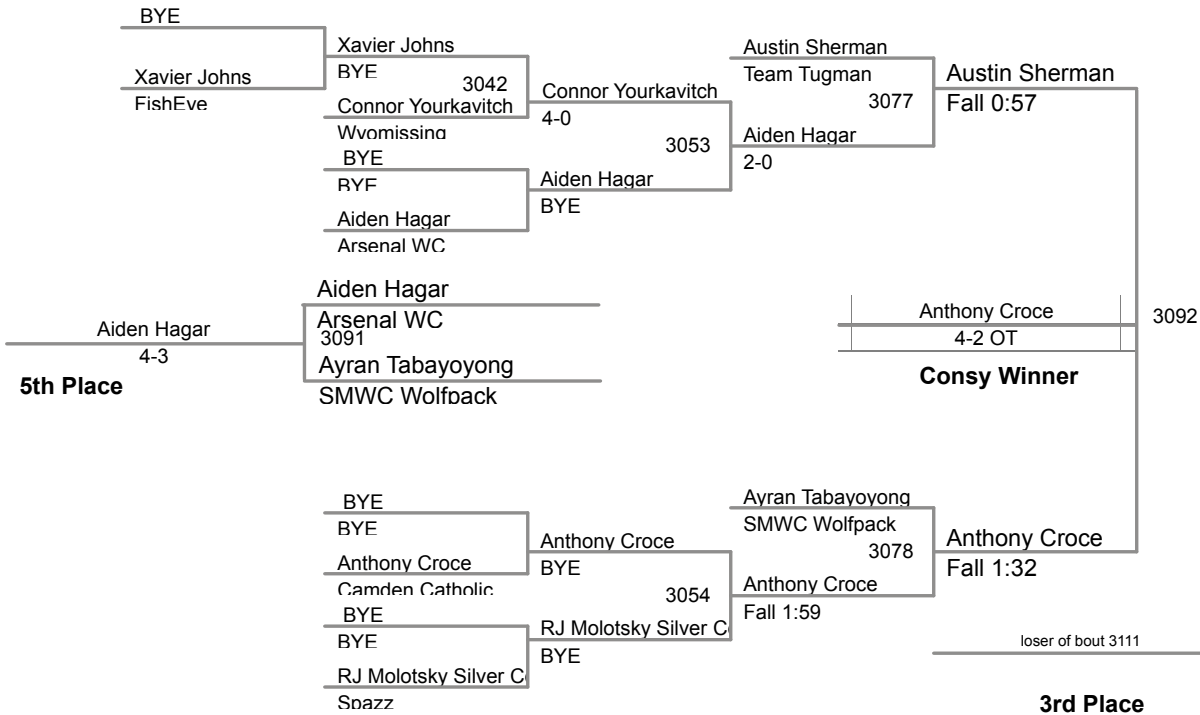 BYE
Xavier Johns
Xavier Johns
FishEye
BYE
3042
Connor Yourkavitch
Wyomissing
Connor Yourkavitch
4-0
BYE
BYE
Aiden Hagar
Arsenal WC
Aiden Hagar
BYE
3053
Austin Sherman
Team Tugman
3077
Aiden Hagar
2-0
Austin Sherman
Fall 0:57
Aiden Hagar
Arsenal WC
3091
Ayran Tabayoyong
SMWC Wolfpack
Aiden Hagar
4-3
5th Place
Anthony Croce
4-2 OT
Consy Winner
3092
BYE
BYE
Anthony Croce
Camden Catholic
Anthony Croce
BYE
3054
BYE
BYE
RJ Molotsky Silver C
Spazz
RJ Molotsky Silver C
BYE
Ayran Tabayoyong
SMWC Wolfpack
3078
Anthony Croce
Fall 1:59
Anthony Croce
Fall 1:32
loser of bout 3111
3rd Place